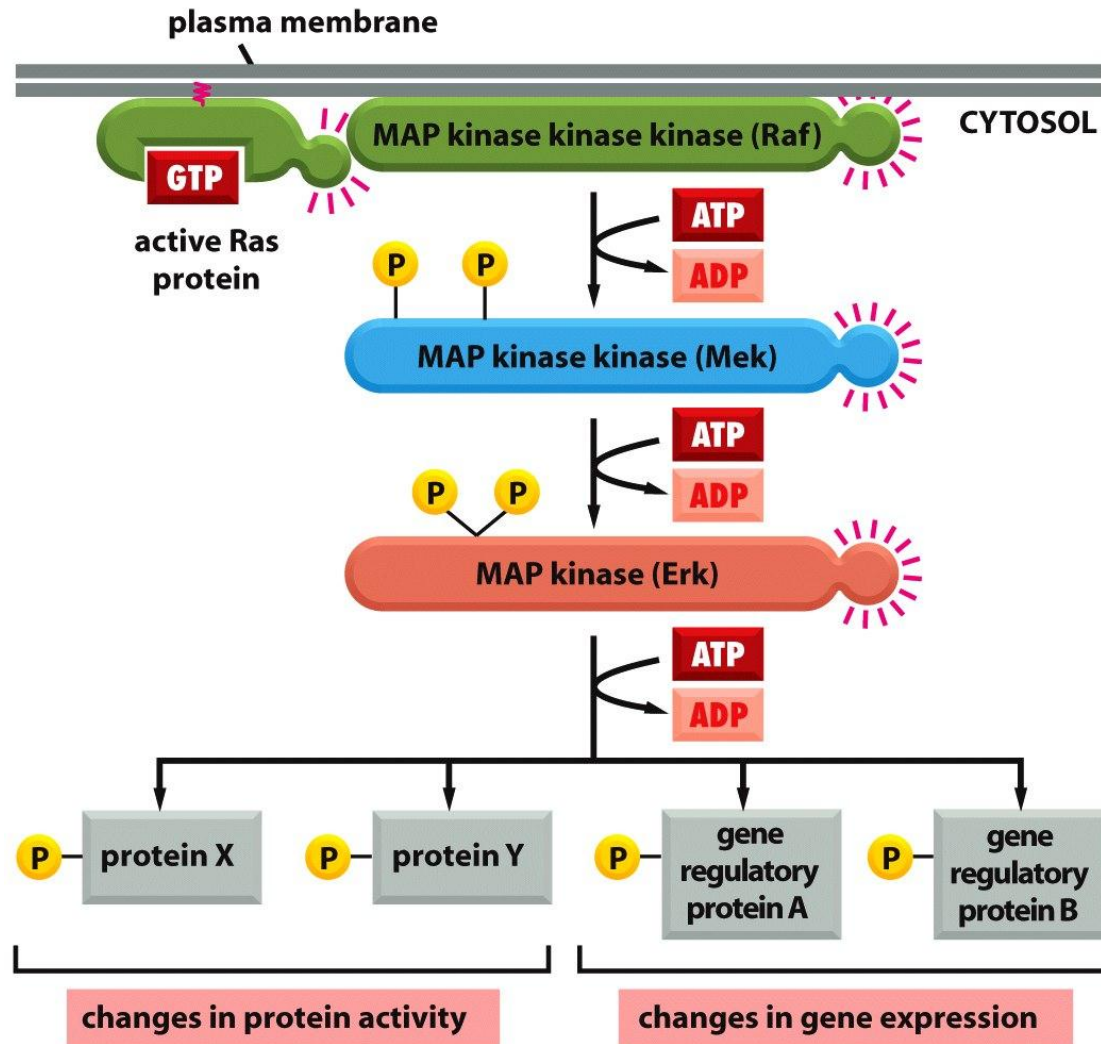 plasma membrane
CYTOSOL
MAP kinase kinase kinase (Raf)
GTP
active Ras
protein
ATP
ADP
P
P
MAP kinase kinase (Mek)
ATP
ADP
P
P
MAP kinase (Erk)
ATP
ADP
P
protein X
P
protein Y
P
gene
regulatory
protein A
P
gene
regulatory
protein B
changes in protein activity
changes in gene expression